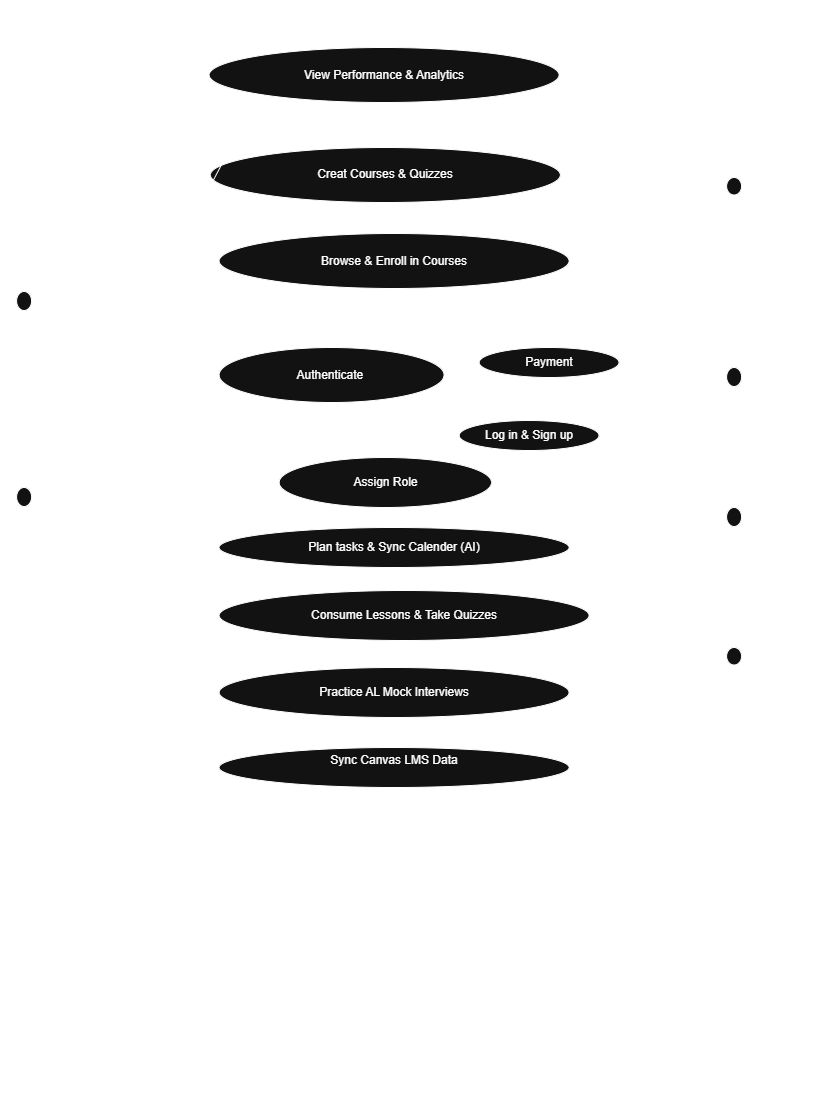 View Performance & Analytics
Creat Courses & Quizzes
Browse & Enroll in Courses
Authenticate
Payment
Log in & Sign up
Assign Role
Plan tasks & Sync Calender (AI)
Consume Lessons & Take Quizzes
Practice AL Mock Interviews
Sync Canvas LMS Data